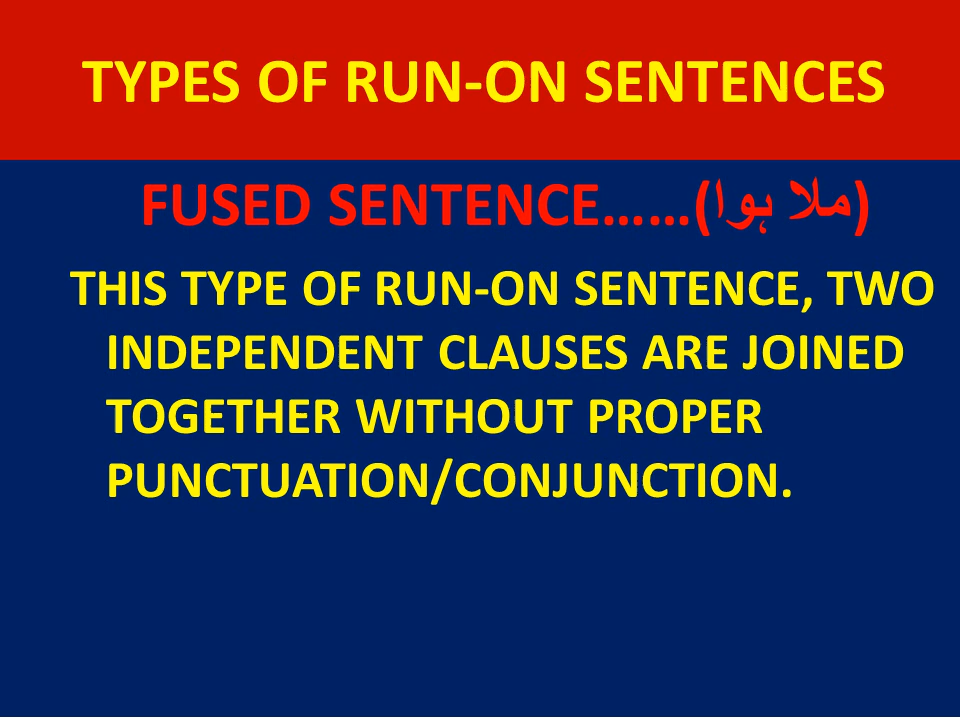 TYPES OF RUN-ON SENTENCES
FUSED SENTENCE……(ملا ہوا)
THIS TYPE OF RUN-ON SENTENCE, TWO
INDEPENDENT CLAUSES ARE JOINED
TOGETHER WITHOUT PROPER
PUNCTUATION/CONJUNCTION.